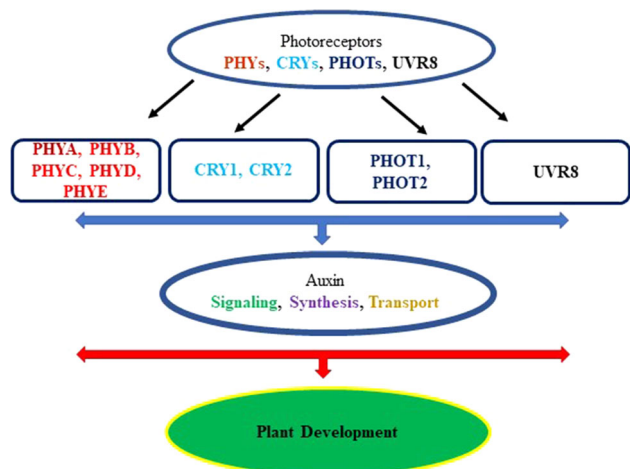 Photoreceptors
PHYs, CRYs, PHOTs, UVR8
PHYA, PHYB,
PHYC, PHYD,
PHYE
CRY1, CRY2
PHOT1,
PHOT2
UVR8
Auxin
Signaling, Synthesis, Transport
Plant Development